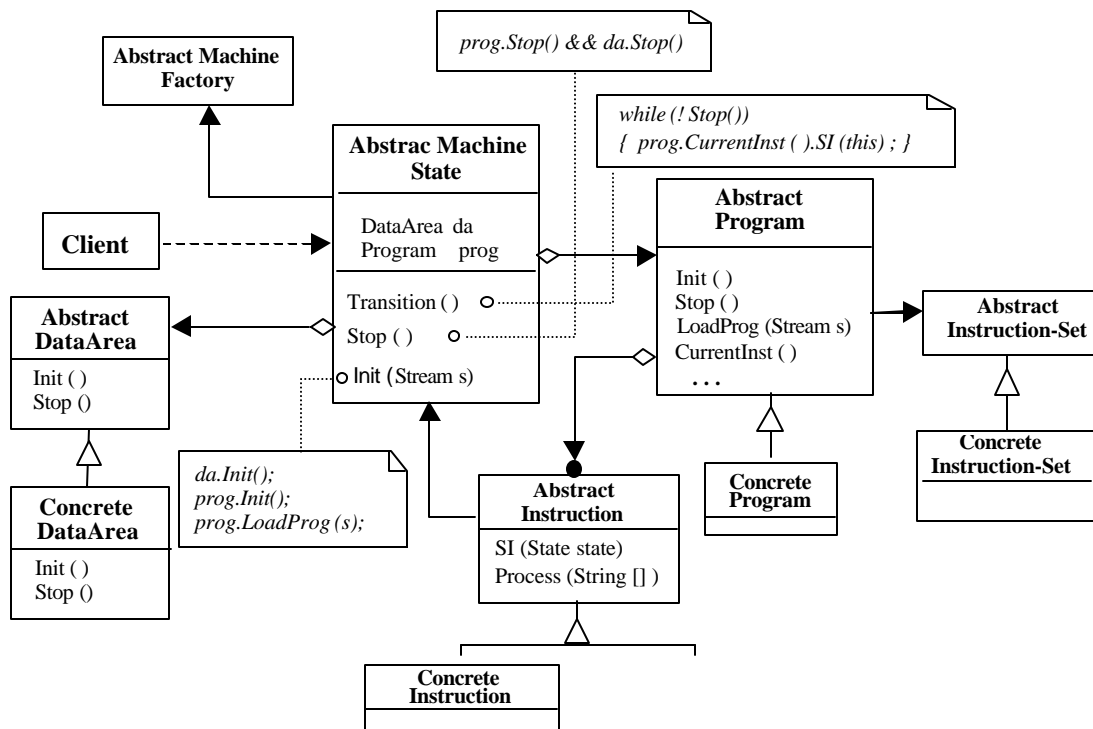 prog.Stop() && da.Stop()
Abstract Machine
Factory
while (! Stop())
{ prog.CurrentInst ( ).SI (this) ; }
Abstrac Machine
State
DataArea da
Program prog
Transition ( )
Stop ( )
Init (Stream s)
Client
Abstract
Program
Init ( )
Stop ( )
LoadProg (Stream s)
CurrentInst ( )
. . .
Abstract
Instruction-Set
Abstract
DataArea
Init ( )
Stop ()
da.Init();
prog.Init();
prog.LoadProg (s);
Concrete
DataArea
Init ( )
Stop ()
Abstract
Instruction
SI (State state)
Process (String [] )
Concrete
Program
Concrete
Instruction-Set
Concrete
Instruction